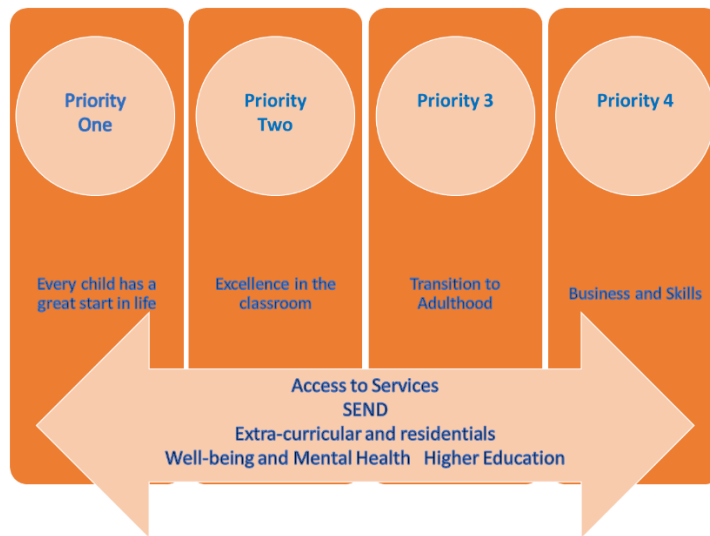 Priority
One
Priority
Two
Priority 3
Priority 4
Every child has a
great start in life
Excellence in the
classroom
Transition to
Adulthood
Business and Skills
Access to Services
SEND
Extra-curricular and residentials
Well-being and Mental Health   Higher Education